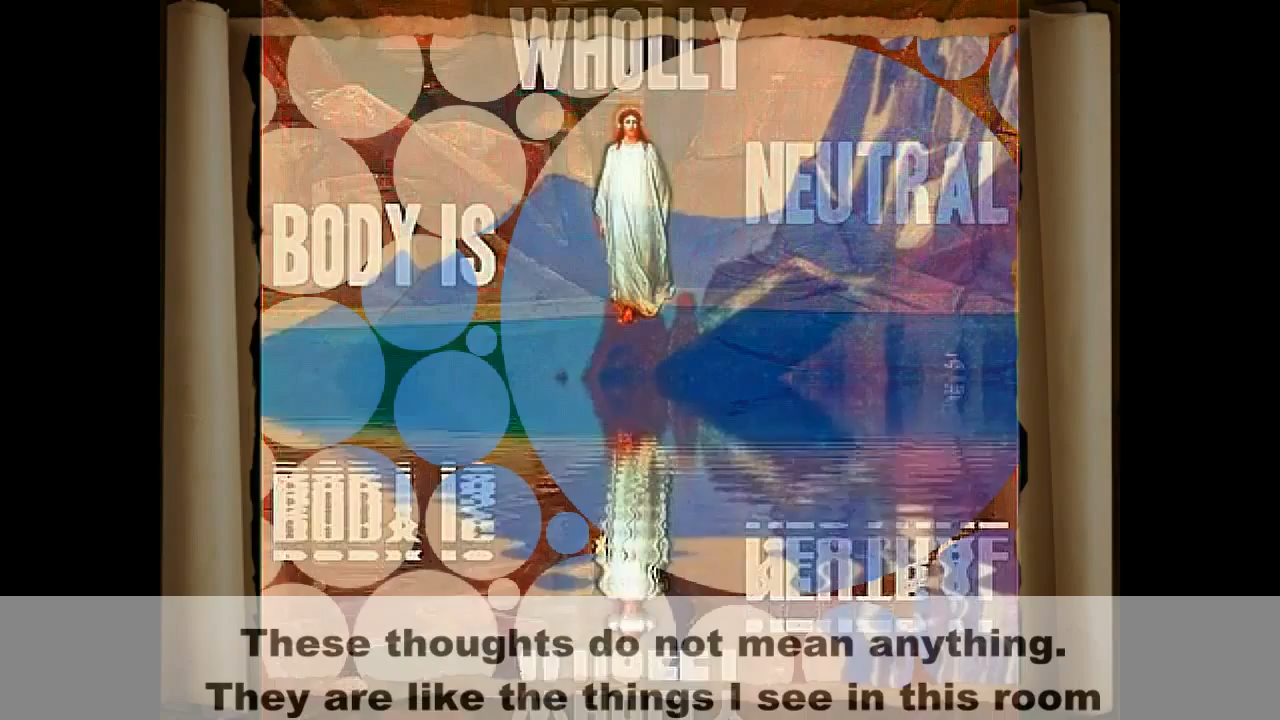 WHOLLY
NEUTRAL
BODY IS
These thoughts do not mean anything.
They are like the things I see in this room